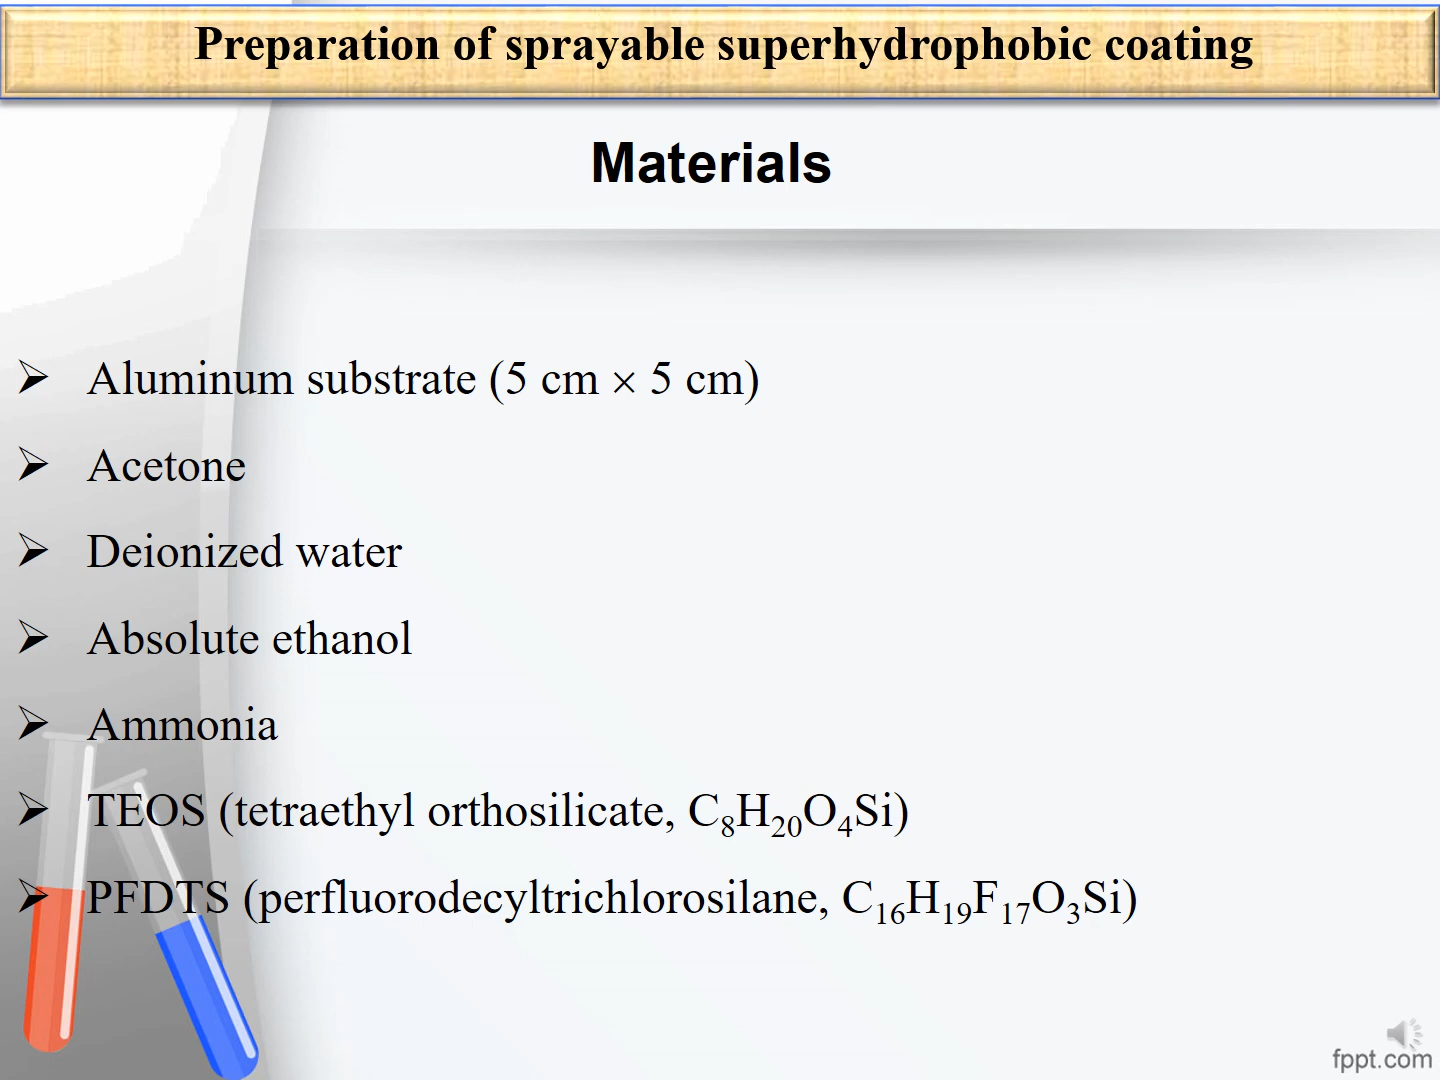 Preparation of sprayable superhydrophobic coating
Materials
➢ Aluminum substrate (5 cm × 5 cm)
➢ Acetone
➢ Deionized water
➢ Absolute ethanol
➢ Ammonia
➢ TEOS (tetraethyl orthosilicate, C₈H₂₀O₄Si)
➢ PFDTS (perfluorodecyltrichlorosilane, C₁₆H₁₉F₁₇O₃Si)
fppt.com